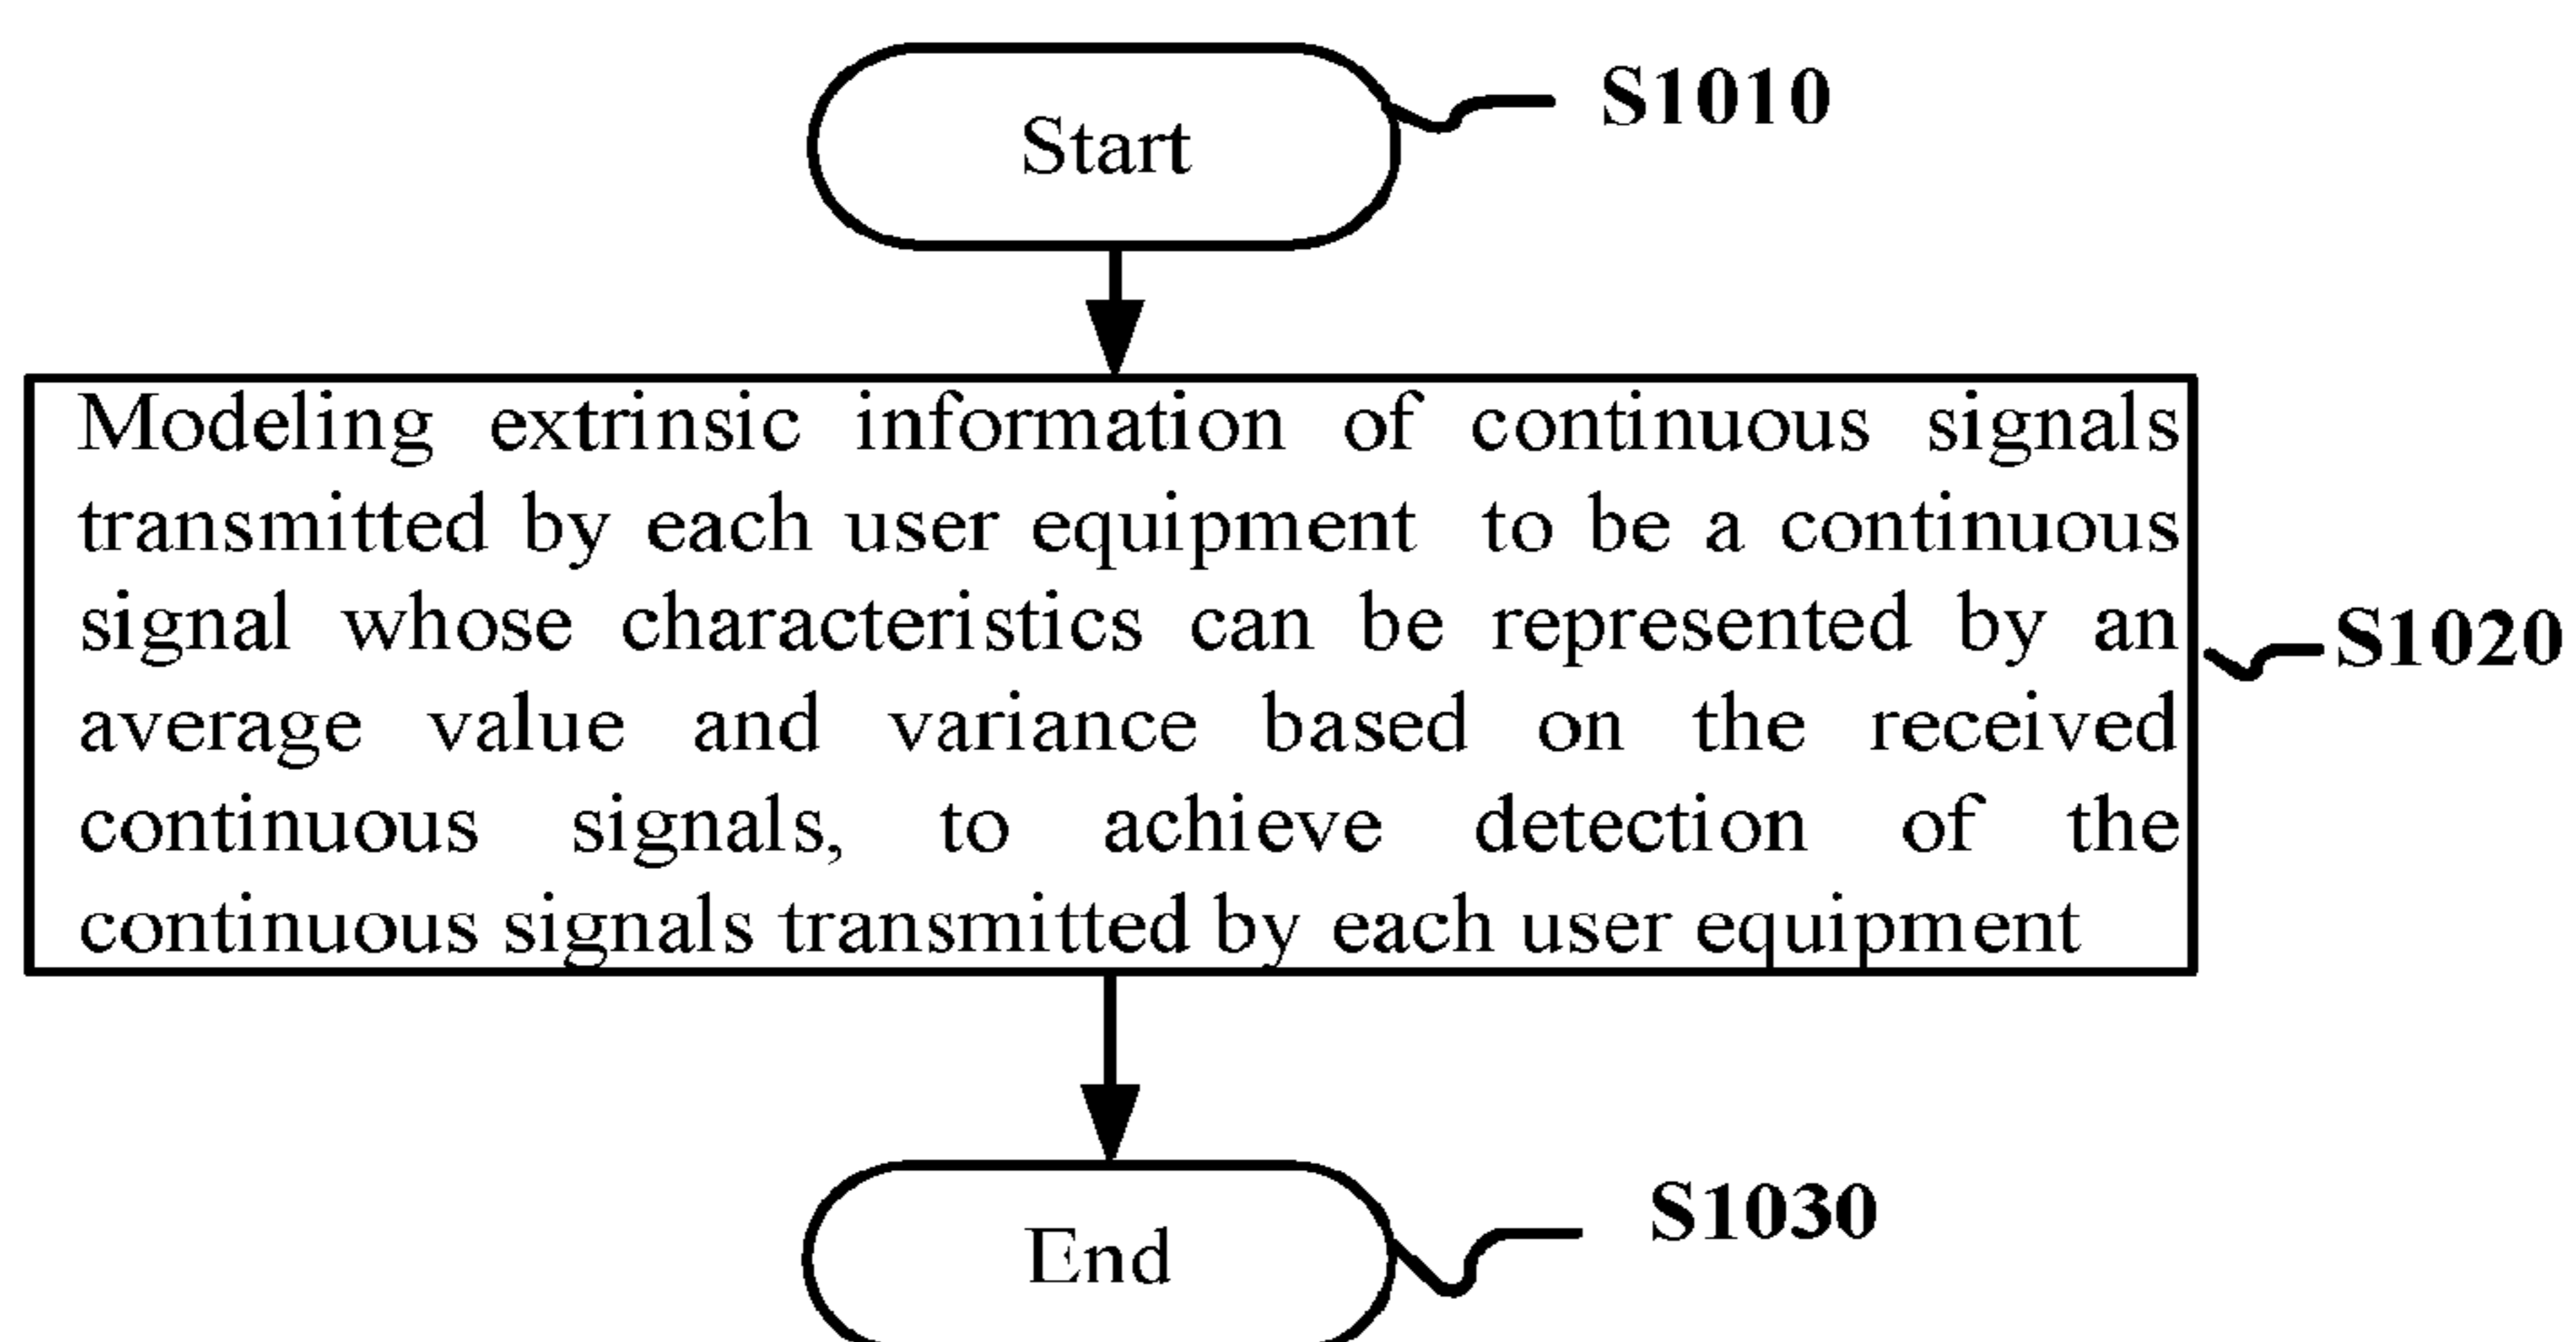 Start
S1010
Modeling extrinsic information of continuous signals
transmitted by each user equipment to be a continuous
signal whose characteristics can be represented by an
average value and variance based on the received
continuous signals, to achieve detection of the
continuous signals transmitted by each user equipment
S1020
End
S1030